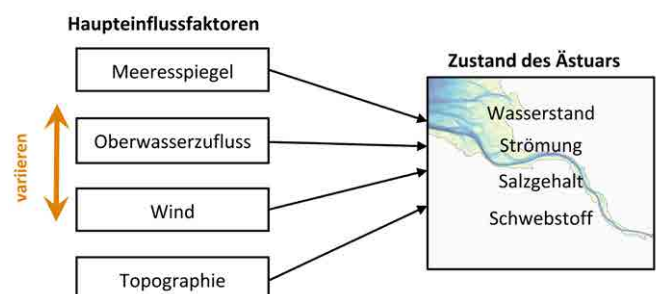 Haupteinflussfaktoren
Meeresspiegel
Oberwasserzufluss
Wind
Topographie
variieren
Zustand des Ästuars
Wasserstand
Strömung
Salzgehalt
Schwebstoff